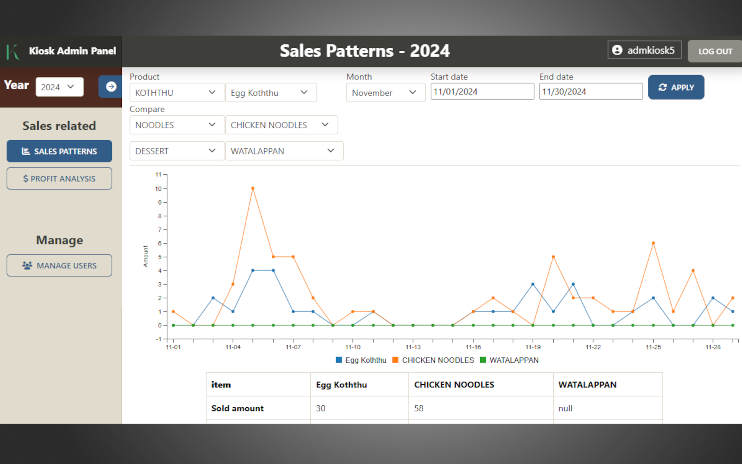 K Kiosk Admin Panel
Sales Patterns - 2024
admkiosk5
LOG OUT
Year 2024
Product
Month
Start date
End date
KOTHTHU
Egg Koththu
November
11/01/2024
11/30/2024
APPLY
Compare
NOODLES
CHICKEN NOODLES
DESSERT
WATALAPPAN
Sales related
SALES PATTERNS
$ PROFIT ANALYSIS
Manage
MANAGE USERS
11
10
9
8
7
6
5
4
3
2
1
0
-1
Amount
11-01 11-04 11-07 11-10 11-13 11-16 11-19 11-22 11-25 11-28
Egg Koththu CHICKEN NOODLES WATALAPPAN
item Egg Koththu CHICKEN NOODLES WATALAPPAN
Sold amount 30 58 null